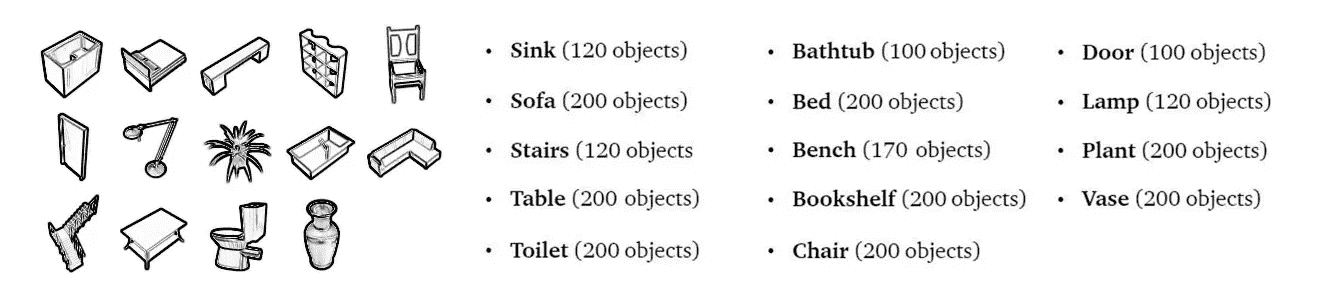 • Sink (120 objects)
• Sofa (200 objects)
• Stairs (120 objects
• Table (200 objects)
• Toilet (200 objects)
• Bathtub (100 objects)
• Bed (200 objects)
• Bench (170 objects)
• Bookshelf (200 objects)
• Chair (200 objects)
• Door (100 objects)
• Lamp (120 objects)
• Plant (200 objects)
• Vase (200 objects)